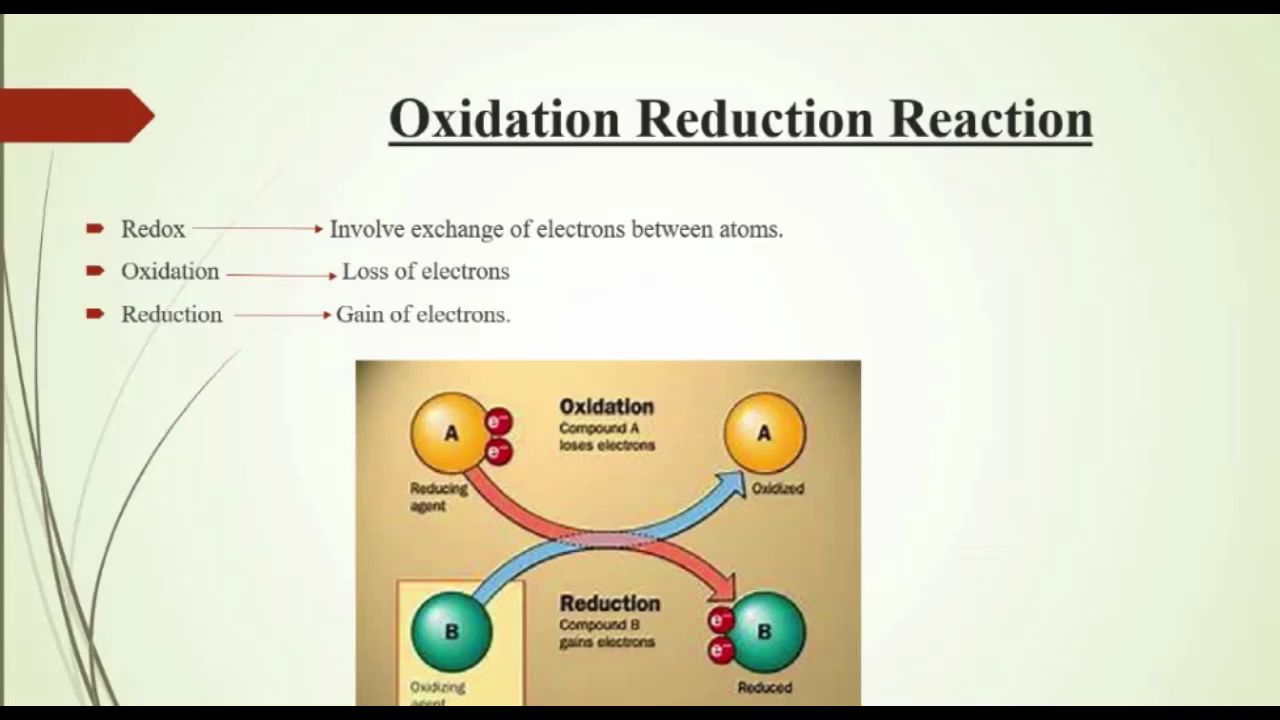 Oxidation Reduction Reaction
Redox Involve exchange of electrons between atoms.
Oxidation Loss of electrons
Reduction Gain of electrons.
A e⁻ e⁻
Oxidation
Compound A
loses electrons
A
Reducing
agent
Oxidized
B
Reduction
Compound B
gains electrons
e⁻ e⁻ B
Oxidizing
agent
Reduced